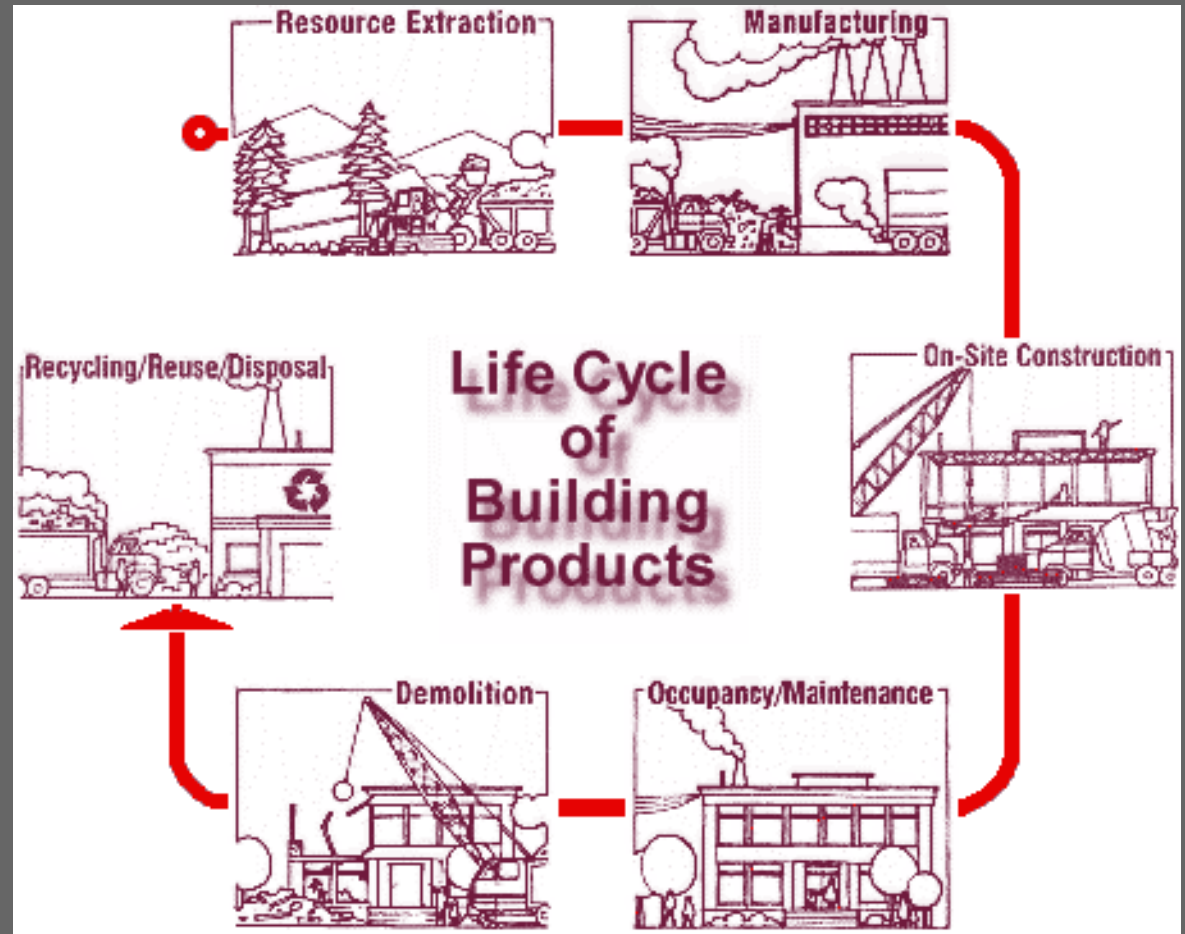 Resource Extraction
Manufacturing
Recycling/Reuse/Disposal
Life Cycle
of
Building
Products
On-Site Construction
Demolition
Occupancy/Maintenance